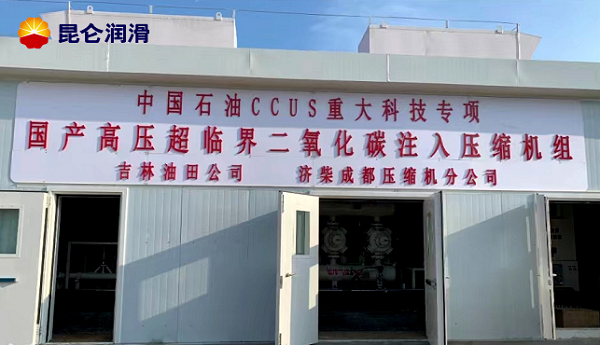 昆仑润滑
中国石油CCUS重大科技专项
国产高压超临界二氧化碳注入压缩机组
吉林油田公司 济柴成都压缩机分公司